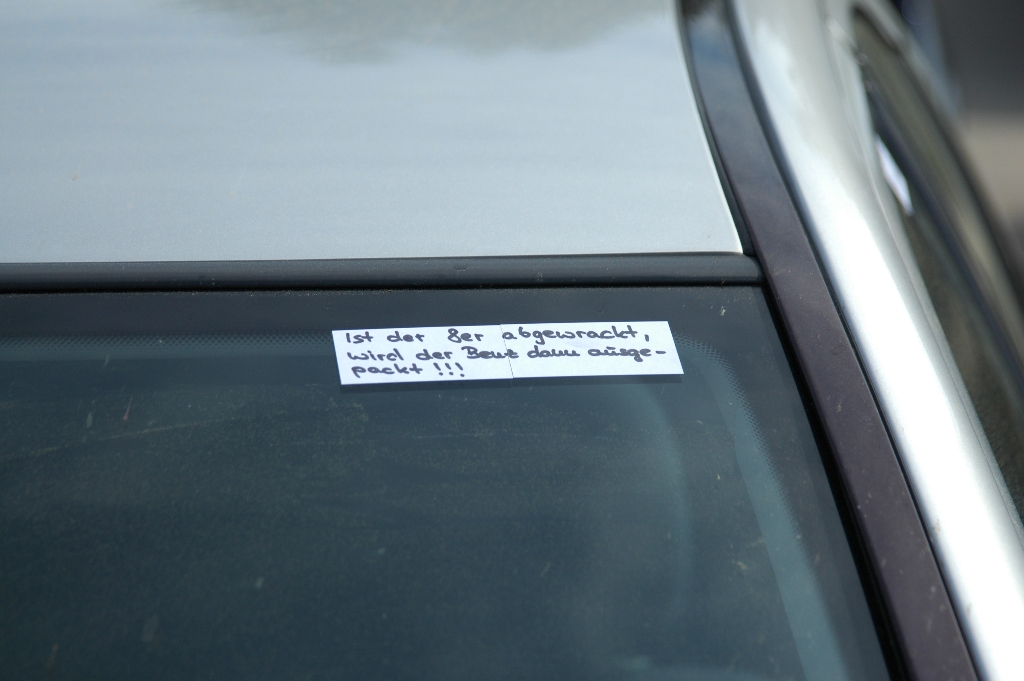 Ist der 8er abgewrackt,
wird der Benz dann ausge-
packt !!!